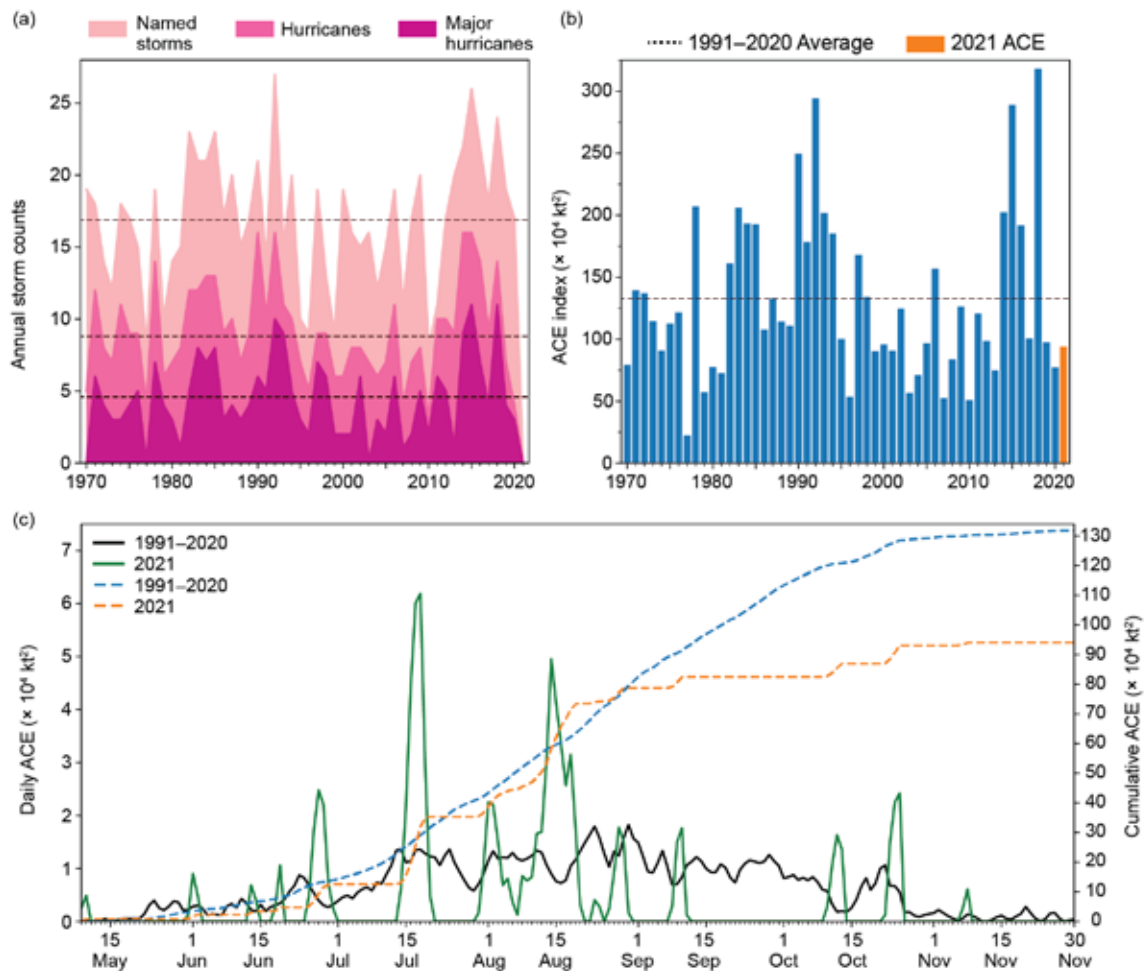 (a)
Named storms
Hurricanes
Major hurricanes
Annual storm counts
25
20
15
10
5
0
1970 1980 1990 2000 2010 2020
(b)
1991–2020 Average
2021 ACE
ACE index (× 10⁴ kt²)
300
250
200
150
100
50
0
1970 1980 1990 2000 2010 2020
(c)
1991–2020
2021
1991–2020
2021
Daily ACE (× 10⁴ kt²)
7
6
5
4
3
2
1
0
Cumulative ACE (× 10⁴ kt²)
130
120
110
100
90
80
70
60
50
40
30
20
10
0
15 1 15 1 15 1 15 1 15 1 15 1 15 30
May Jun Jun Jul Jul Aug Aug Sep Sep Oct Oct Nov Nov Nov